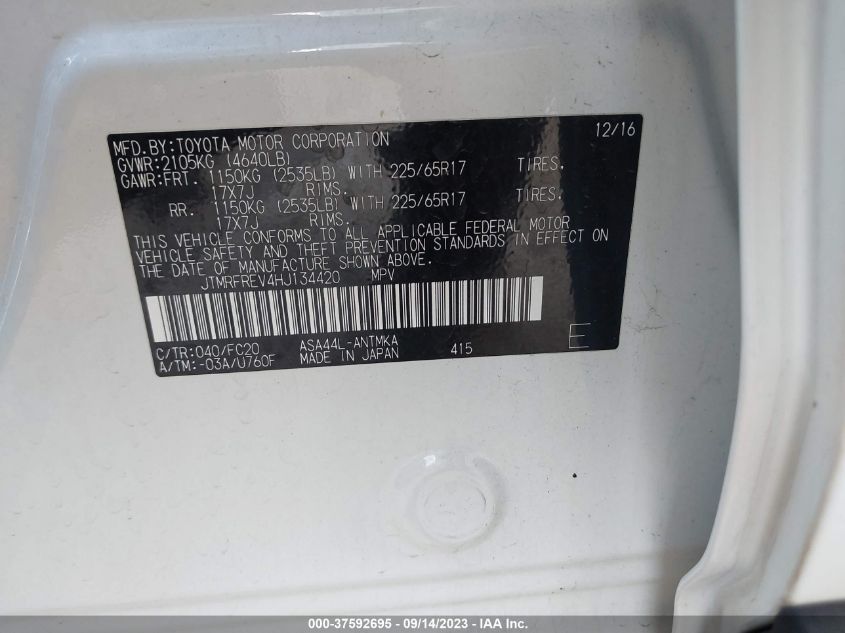 MFD.BY:TOYOTA MOTOR CORPORATION 12/16
GVWR:2105KG (4640LB)
GAWR:FRT. 1150KG (2535LB) WITH 225/65R17 TIRES.
17X7J RIMS.
RR. 1150KG (2535LB) WITH 225/65R17 TIRES.
17X7J RIMS.
THIS VEHICLE CONFORMS TO ALL APPLICABLE FEDERAL MOTOR
VEHICLE SAFETY AND THEFT PREVENTION STANDARDS IN EFFECT ON
THE DATE OF MANUFACTURE SHOWN ABOVE.
JTMRFREV4HJ134420 MPV
C/TR:040/FC20 ASA44L-ANTMKA 415 E
A/TM:-03A/U760F MADE IN JAPAN
000-37592695 - 09/14/2023 - IAA Inc.